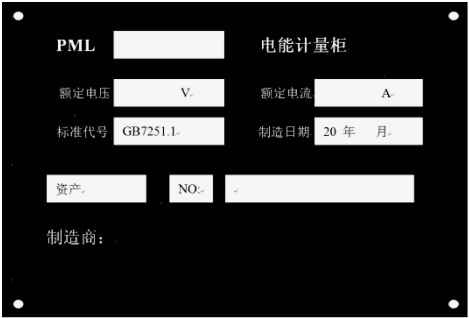 PML 电能计量柜
额定电压 V 额定电流 A
标准代号 GB7251.1 制造日期 20 年 月
资产 NO:
制造商：